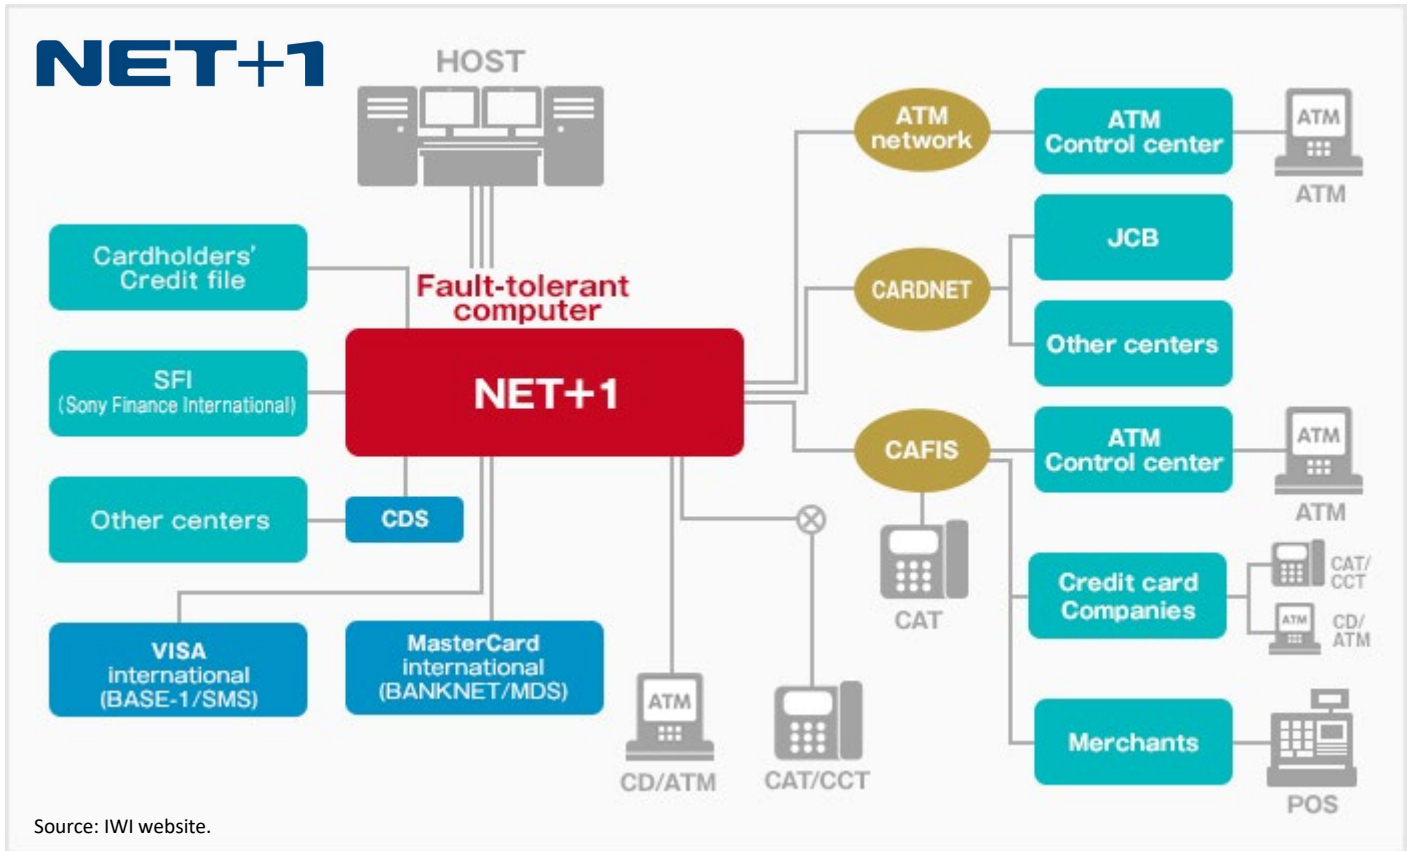 NET+1
HOST
Cardholders'
Credit file
SFI
(Sony Finance International)
Other centers
CDS
VISA
international
(BASE-1/SMS)
MasterCard
international
(BANKNET/MDS)
Fault-tolerant
computer
NET+1
ATM
CD/ATM
CAT/CCT
ATM
network
ATM
Control center
ATM
ATM
CARDNET
JCB
Other centers
CAFIS
CAT
ATM
Control center
ATM
ATM
Credit card
Companies
CAT/
CCT
ATM
CD/
ATM
Merchants
POS
Source: IWI website.